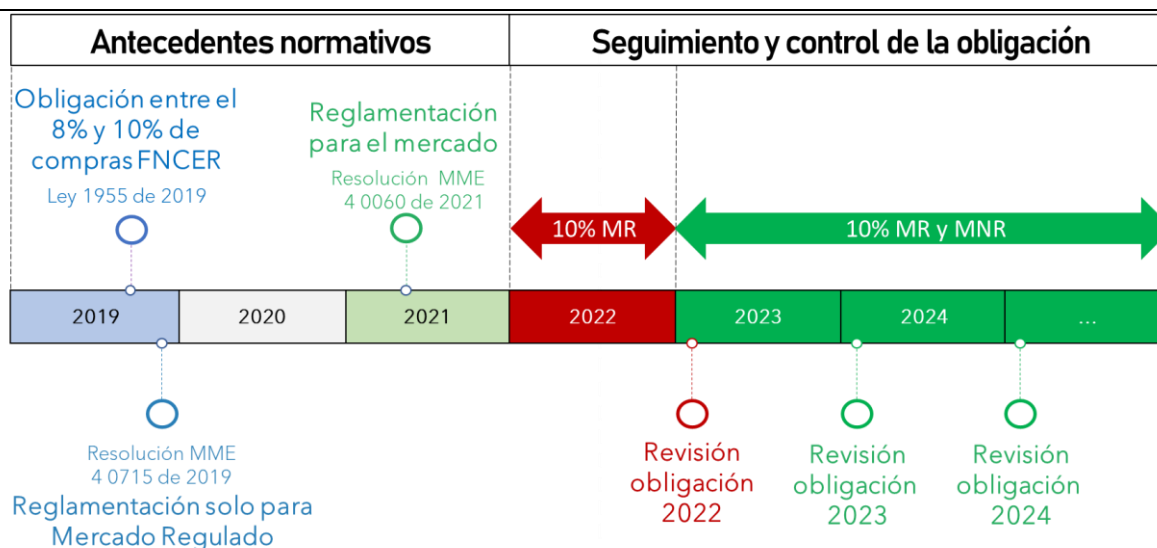 Antecedentes normativos
Seguimiento y control de la obligación
Obligación entre el
8% y 10% de
compras FNCER
Ley 1955 de 2019
Reglamentación
para el mercado
Resolución MME
4 0060 de 2021
10% MR
10% MR y MNR
2019
2020
2021
2022
2023
2024
...
Resolución MME
4 0715 de 2019
Reglamentación solo para
Mercado Regulado
Revisión
obligación
2022
Revisión
obligación
2023
Revisión
obligación
2024